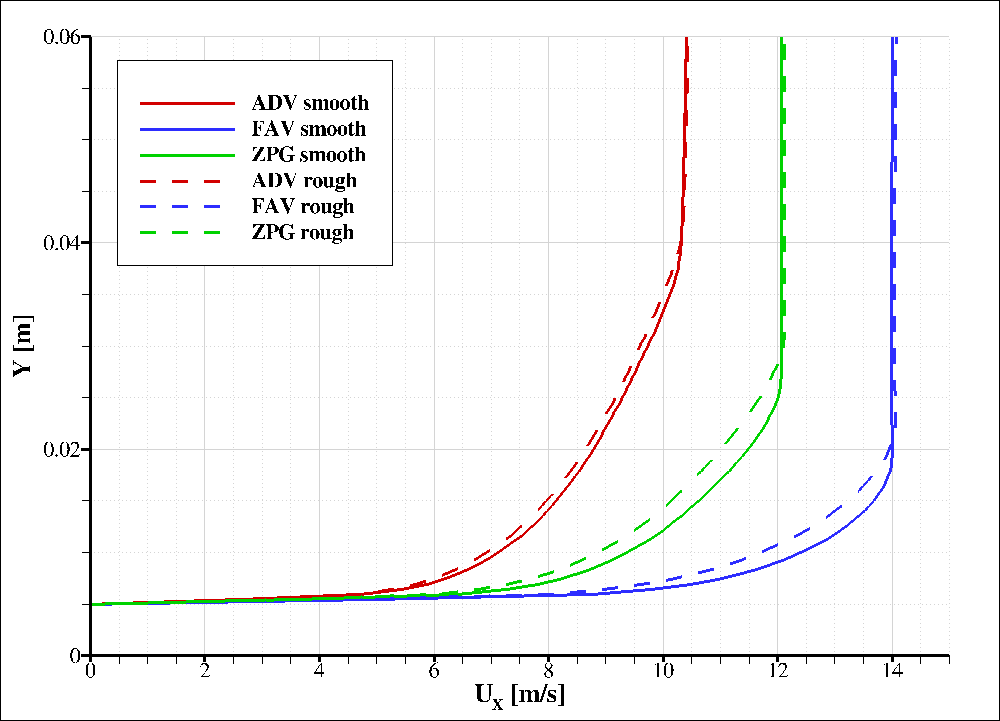 0.06
ADV smooth
FAV smooth
ZPG smooth
ADV rough
FAV rough
ZPG rough
0.04
Y [m]
0.02
0
0 2 4 6 8 10 12 14
UX [m/s]